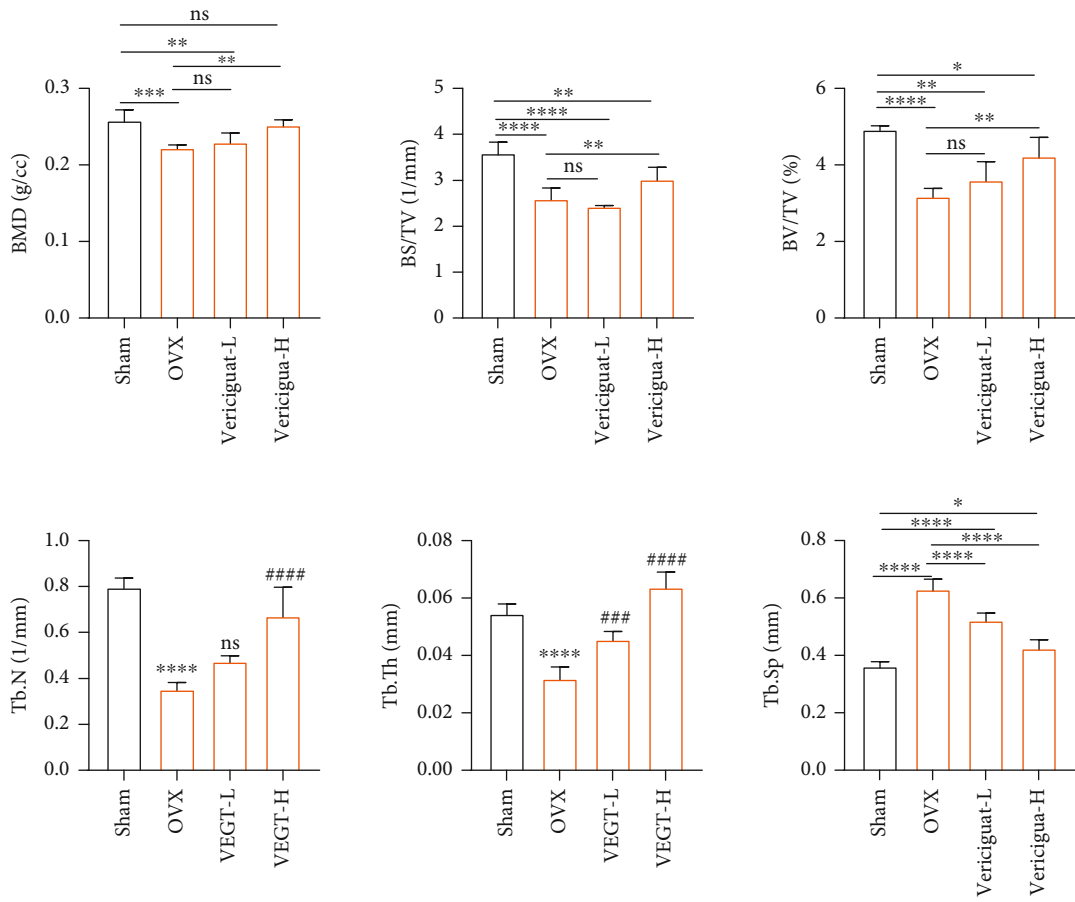 ns
**
**
ns
***
0.3
0.2
0.1
0.0
BMD (g/cc)
Sham
OVX
Vericiguat-L
Vericigua-H
**
****
****
**
ns
5
4
3
2
1
0
BS/TV (1/mm)
Sham
OVX
Vericiguat-L
Vericigua-H
*
**
****
**
ns
6
4
2
0
BV/TV (%)
Sham
OVX
Vericiguat-L
Vericigua-H
1.0
0.8
0.6
0.4
0.2
0.0
Tb.N (1/mm)
****
ns
####
Sham
OVX
VEGT-L
VEGT-H
0.08
0.06
0.04
0.02
0.00
Tb.Th (mm)
****
###
####
Sham
OVX
VEGT-L
VEGT-H
*
****
****
****
****
0.8
0.6
0.4
0.2
0.0
Tb.Sp (mm)
Sham
OVX
Vericiguat-L
Vericigua-H